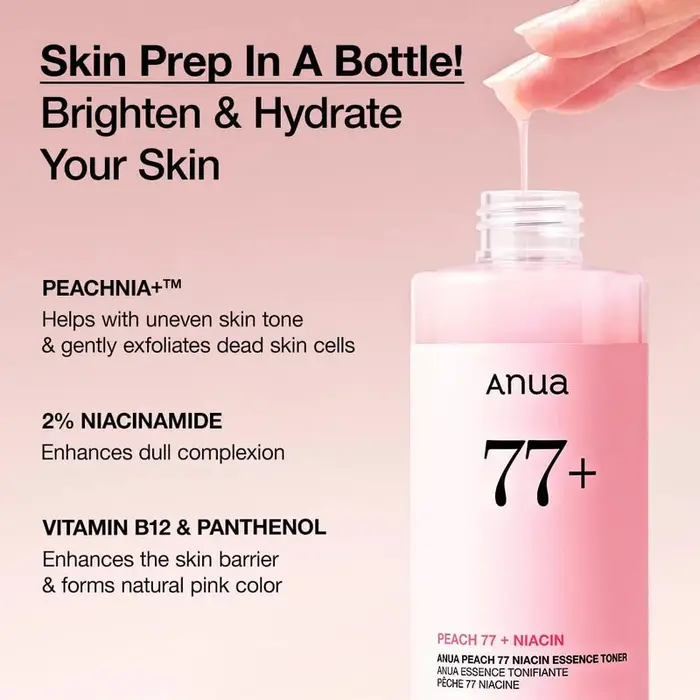 Skin Prep In A Bottle!
Brighten & Hydrate
Your Skin
PEACHNIA+™
Helps with uneven skin tone
& gently exfoliates dead skin cells
2% NIACINAMIDE
Enhances dull complexion
VITAMIN B12 & PANTHENOL
Enhances the skin barrier
& forms natural pink color
Anua
77+
PEACH 77 + NIACIN
ANUA PEACH 77 NIACIN ESSENCE TONER
ANUA ESSENCE TONIFIANTE
PÊCHE 77 NIACINE